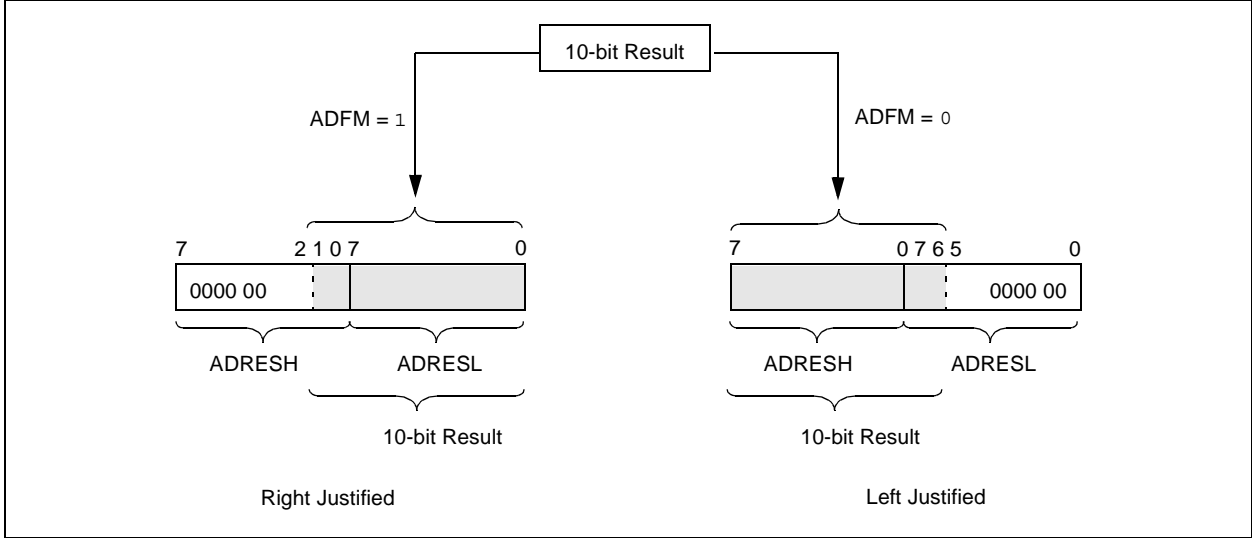 10-bit Result
ADFM = 1
ADFM = 0
7 2 1 0 7 0
7 0 7 6 5 0
0000 00
0000 00
ADRESH ADRESL
ADRESH ADRESL
10-bit Result
10-bit Result
Right Justified
Left Justified